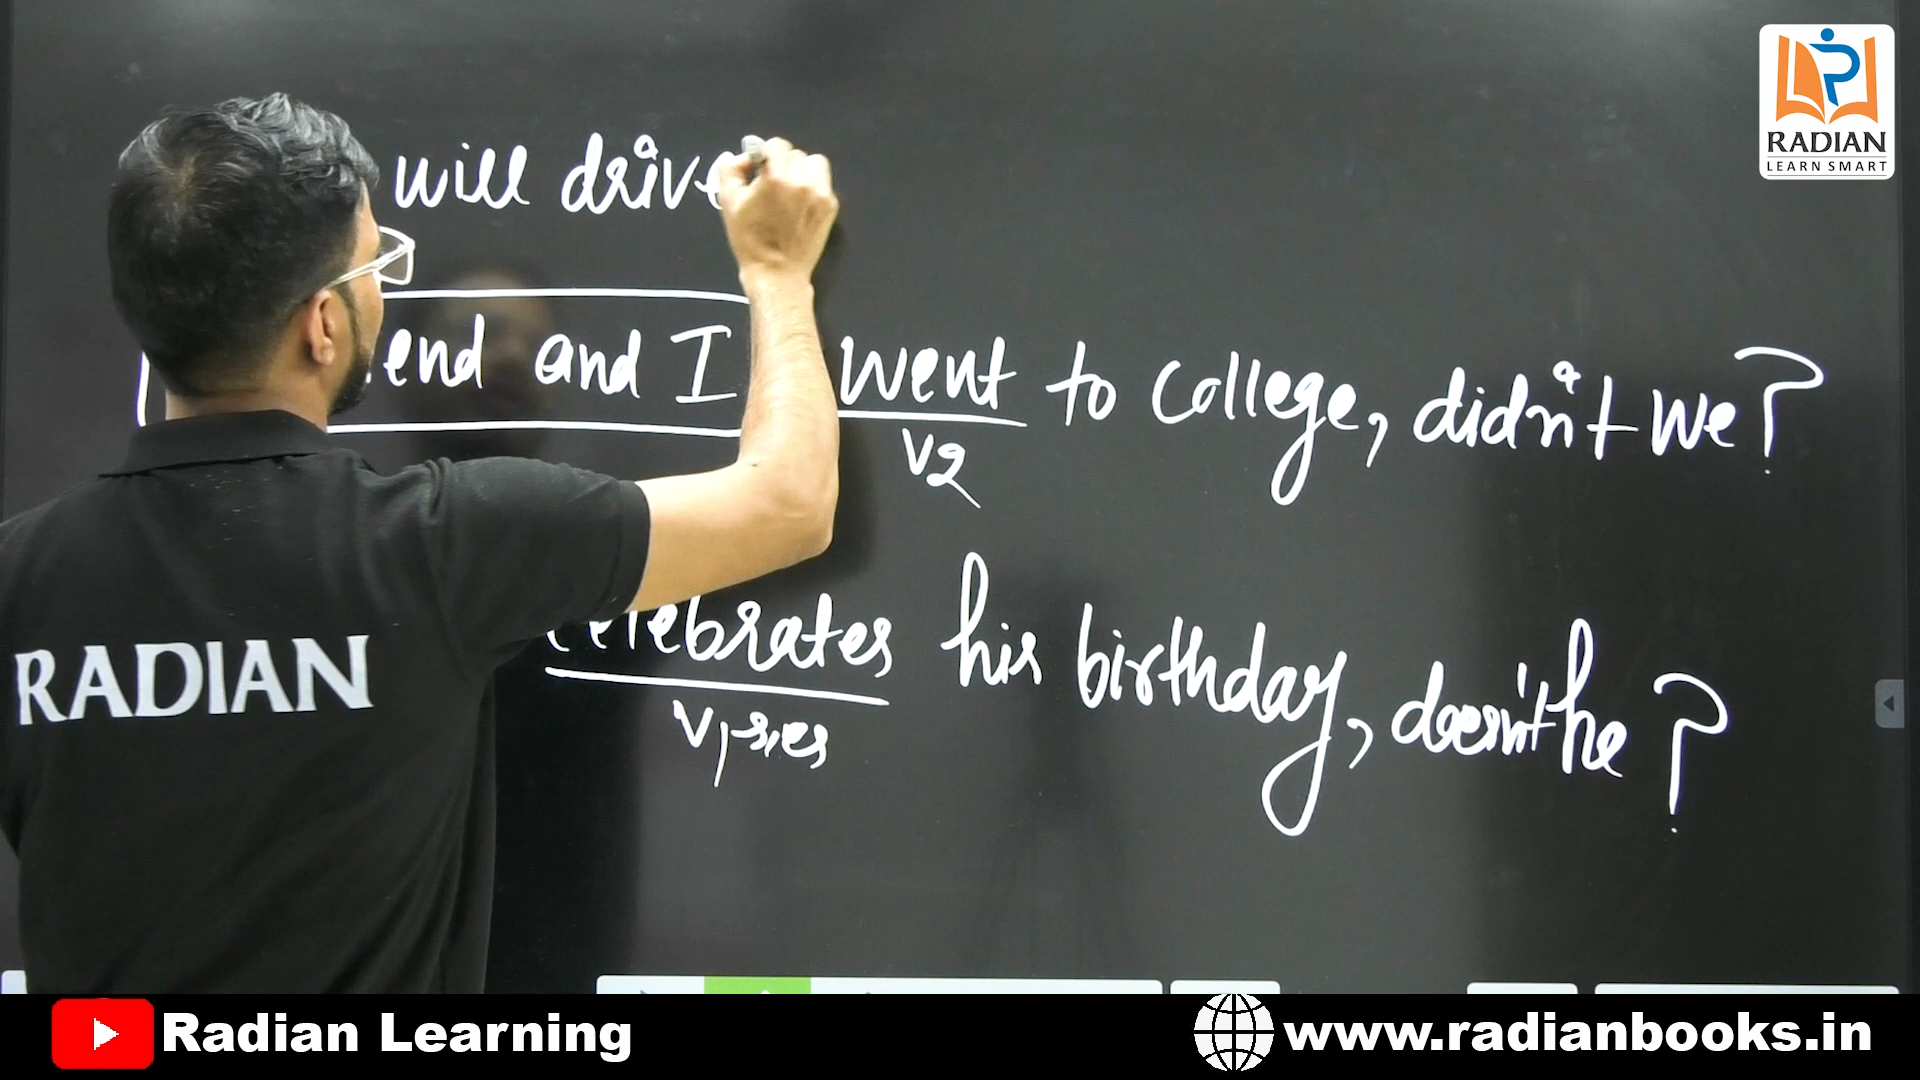 RADIAN
LEARN SMART
will drive
end and I went to college, didn't we?
V2
celebrates his birthday, doesn't he?
V1-s,es
RADIAN
Radian Learning
www.radianbooks.in